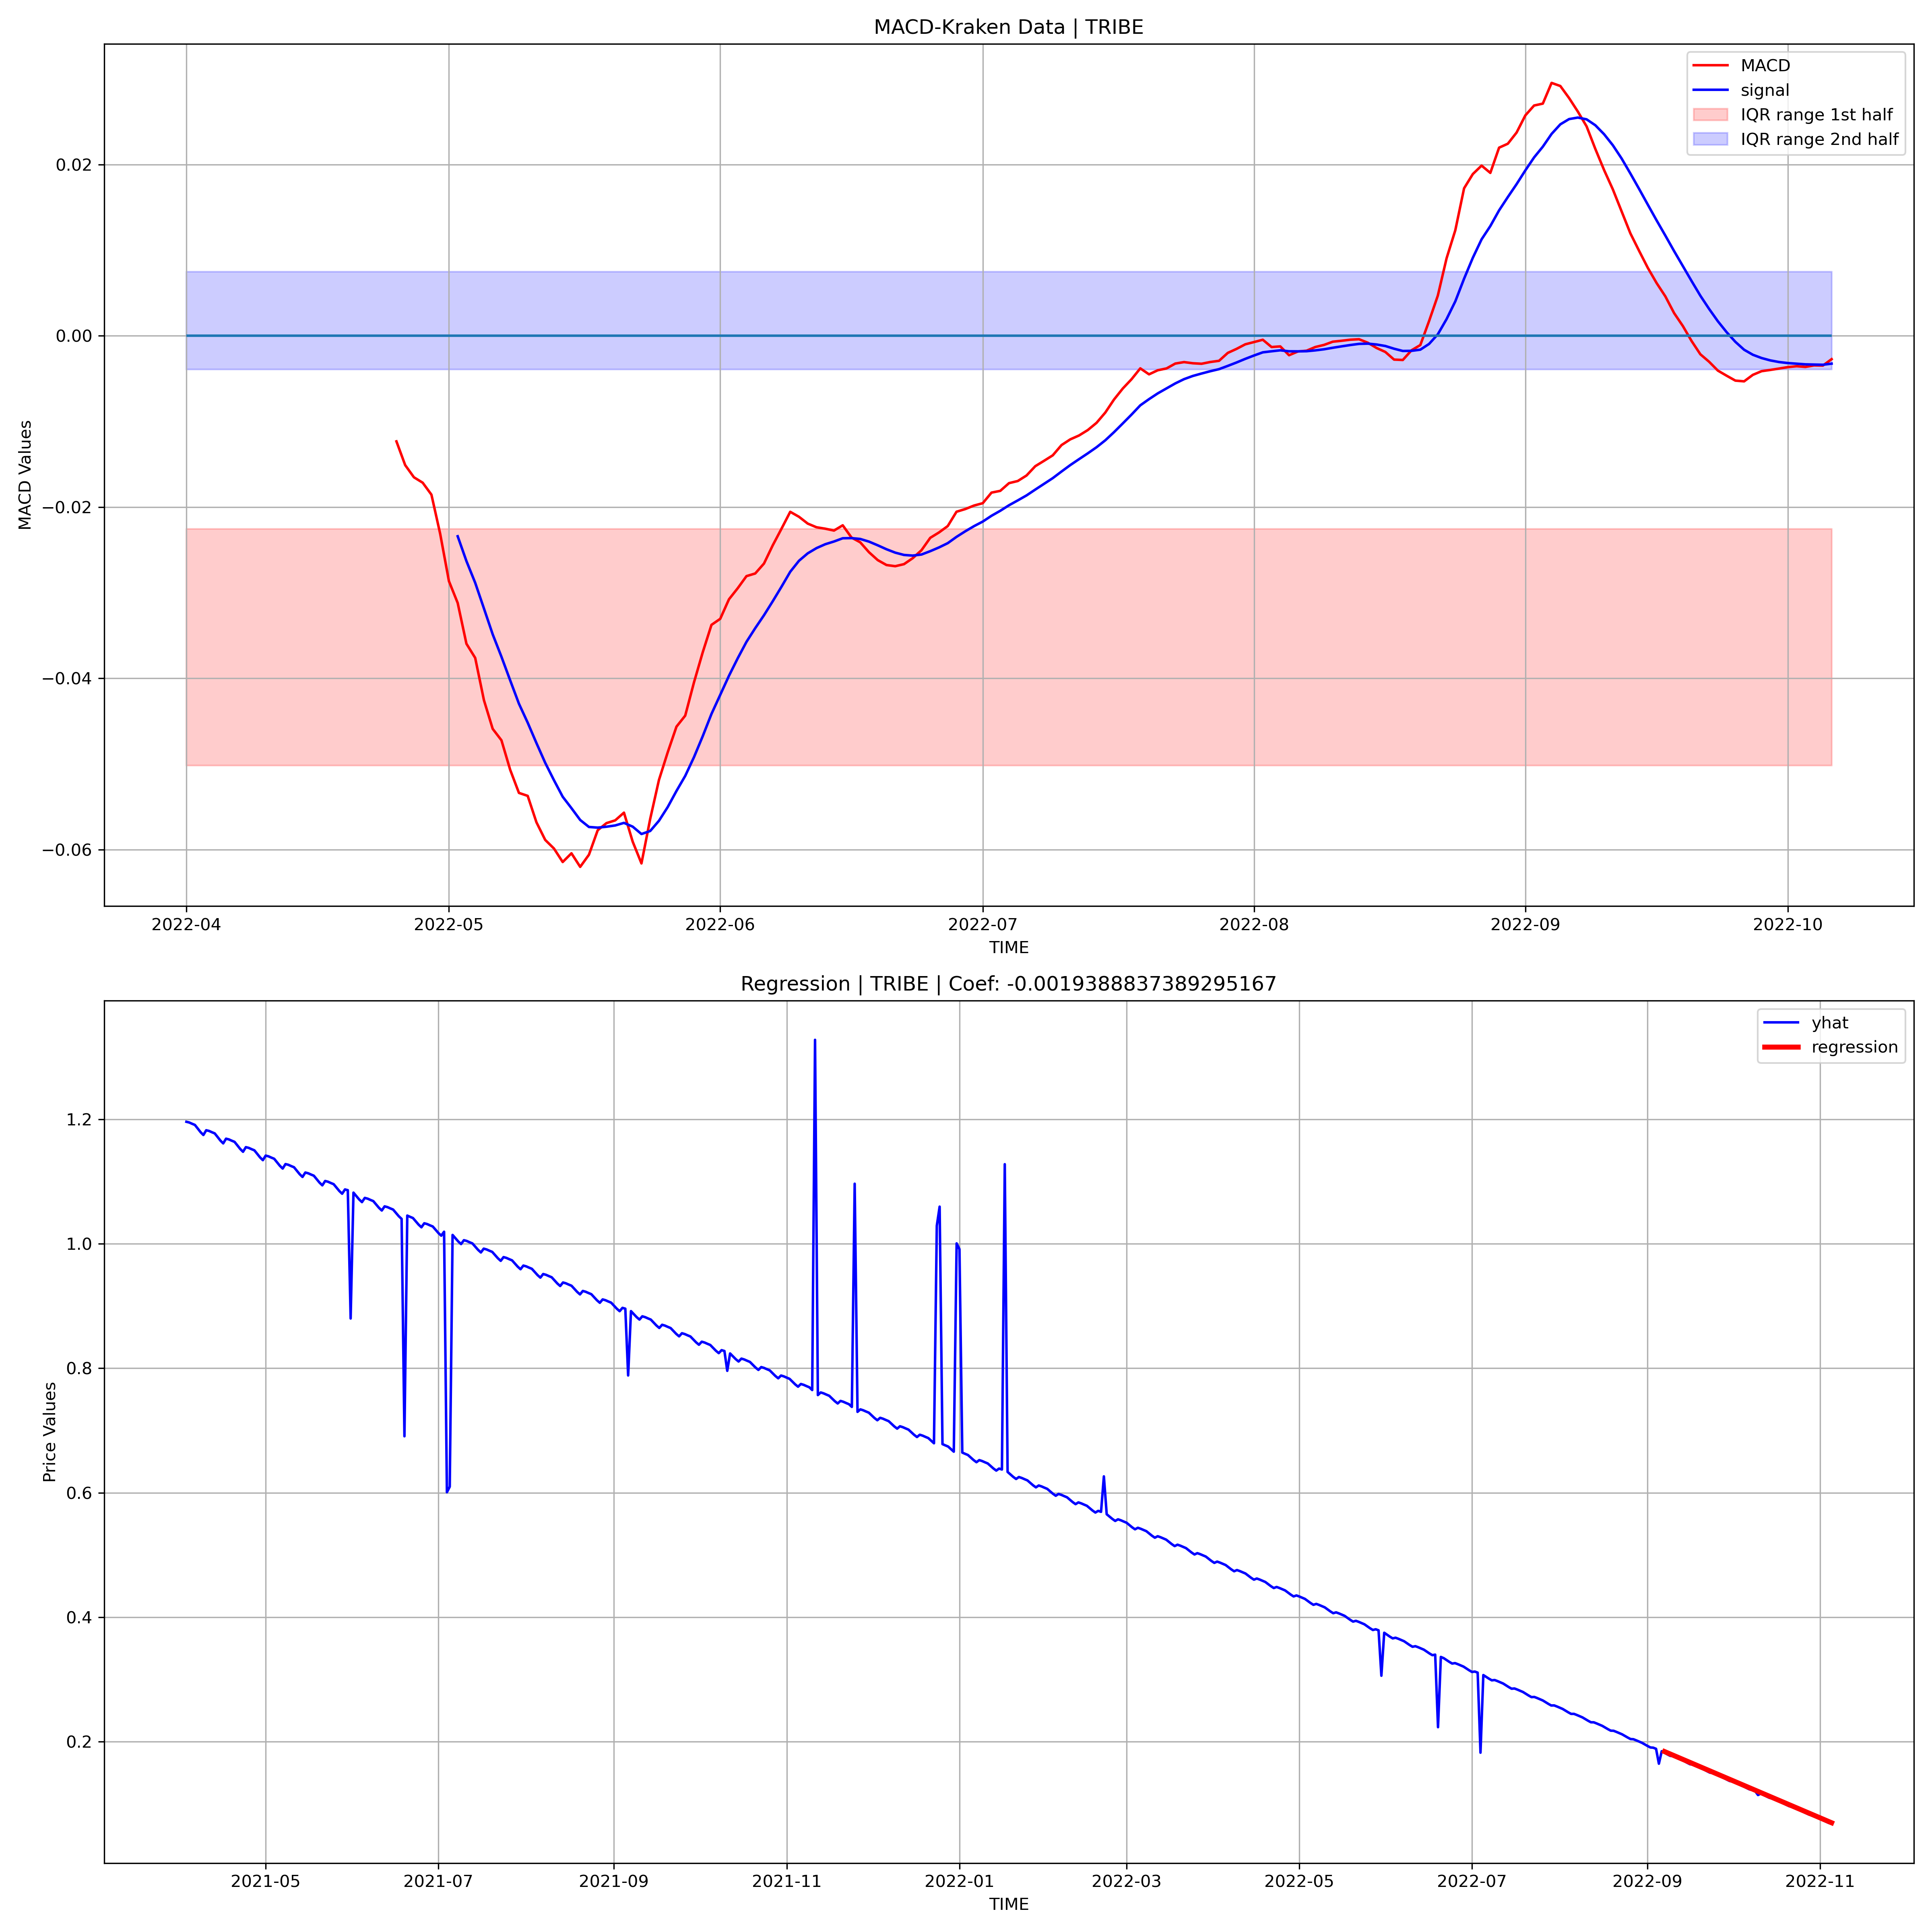 MACD-Kraken Data | TRIBE
MACD
signal
IQR range 1st half
IQR range 2nd half
0.02
0.00
−0.02
−0.04
−0.06
MACD Values
2022-04 2022-05 2022-06 2022-07 2022-08 2022-09 2022-10
TIME
Regression | TRIBE | Coef: -0.0019388837389295167
yhat
regression
1.2
1.0
0.8
0.6
0.4
0.2
Price Values
2021-05 2021-07 2021-09 2021-11 2022-01 2022-03 2022-05 2022-07 2022-09 2022-11
TIME